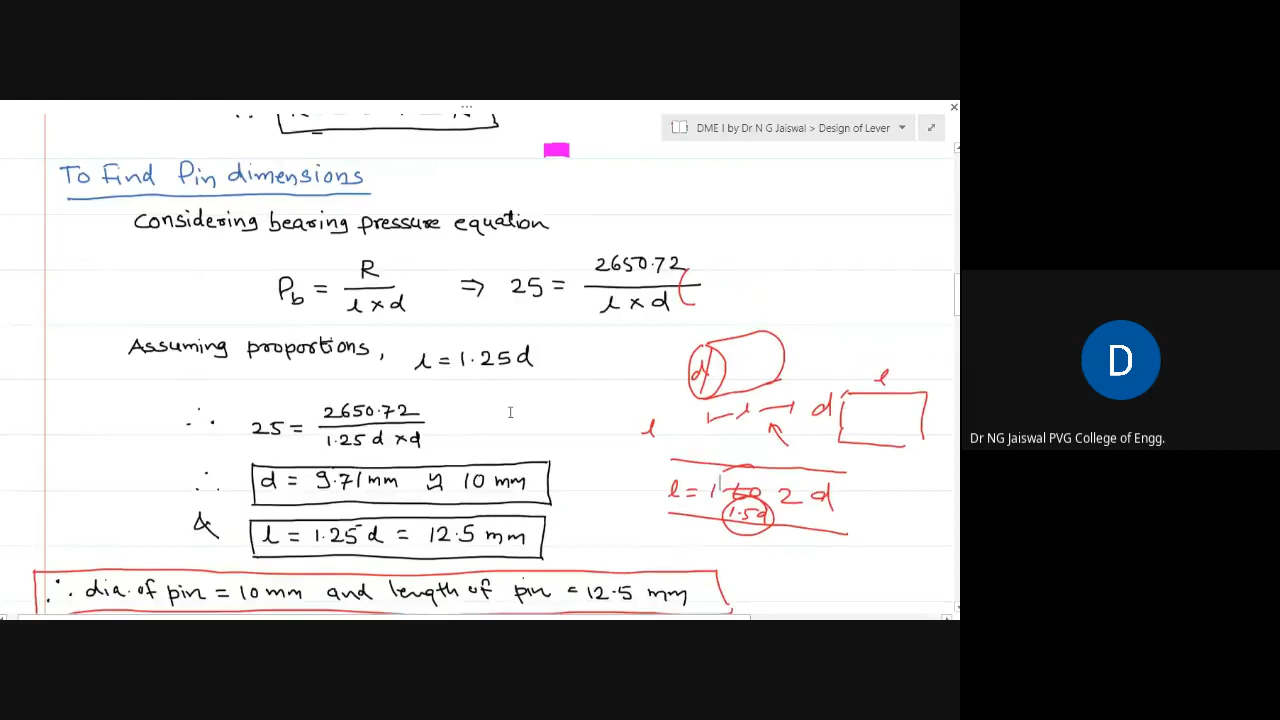 DME I by Dr N G Jaiswal > Design of Lever
To Find Pin dimensions
Considering bearing pressure equation
Pb = R / l × d ⇒ 25 = 2650.72 / l × d
Assuming proportions, l = 1.25 d
∴ 25 = 2650.72 / 1.25 d × d
∴ d = 9.71 mm ≈ 10 mm
& l = 1.25 d = 12.5 mm
∴ dia. of pin = 10 mm and length of pin = 12.5 mm
d
l
l
d
l
l = 1 to 2 d
1.5d
D
Dr NG Jaiswal PVG College of Engg.